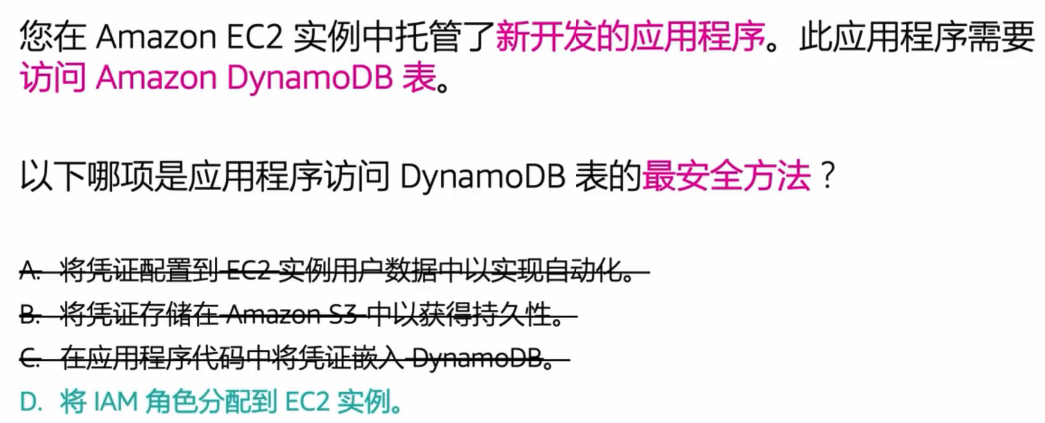 您在 Amazon EC2 实例中托管了新开发的应用程序。此应用程序需要
访问 Amazon DynamoDB 表。
以下哪项是应用程序访问 DynamoDB 表的最安全方法？
A. 将凭证配置到 EC2 实例用户数据中以实现自动化。
B. 将凭证存储在 Amazon S3 中以获得持久性。
C. 在应用程序代码中将凭证嵌入 DynamoDB。
D. 将 IAM 角色分配到 EC2 实例。